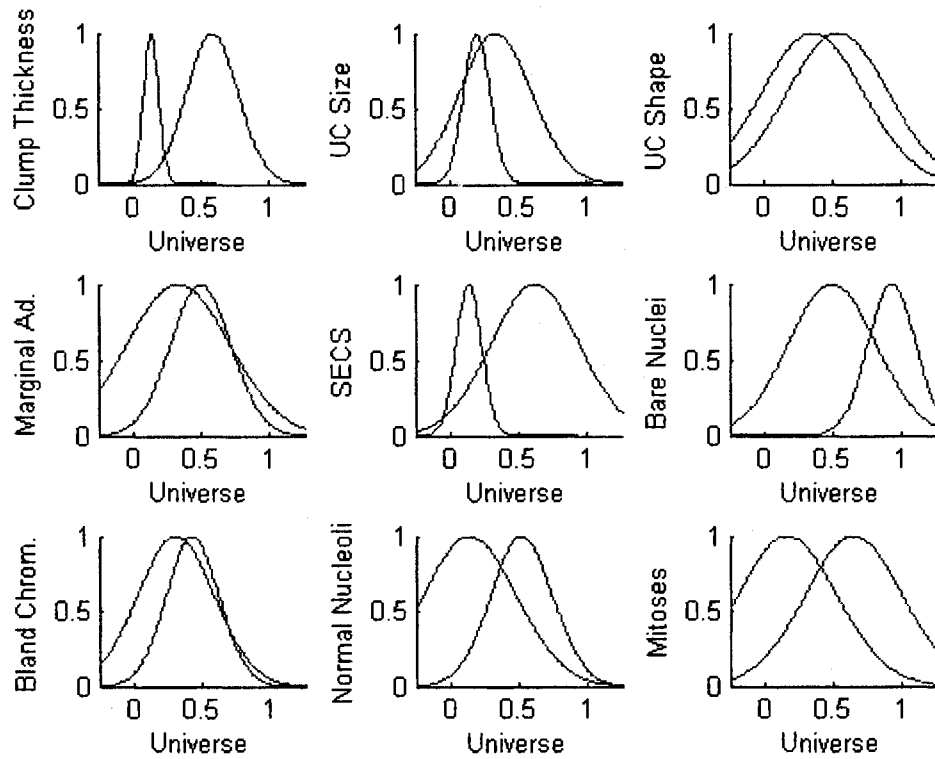 Clump Thickness
1
0.5
0
0 0.5 1
Universe
UC Size
1
0.5
0
0 0.5 1
Universe
UC Shape
1
0.5
0
0 0.5 1
Universe
Marginal Ad.
1
0.5
0
0 0.5 1
Universe
SECS
1
0.5
0
0 0.5 1
Universe
Bare Nuclei
1
0.5
0
0 0.5 1
Universe
Bland Chrom.
1
0.5
0
0 0.5 1
Universe
Normal Nucleoli
1
0.5
0
0 0.5 1
Universe
Mitoses
1
0.5
0
0 0.5 1
Universe